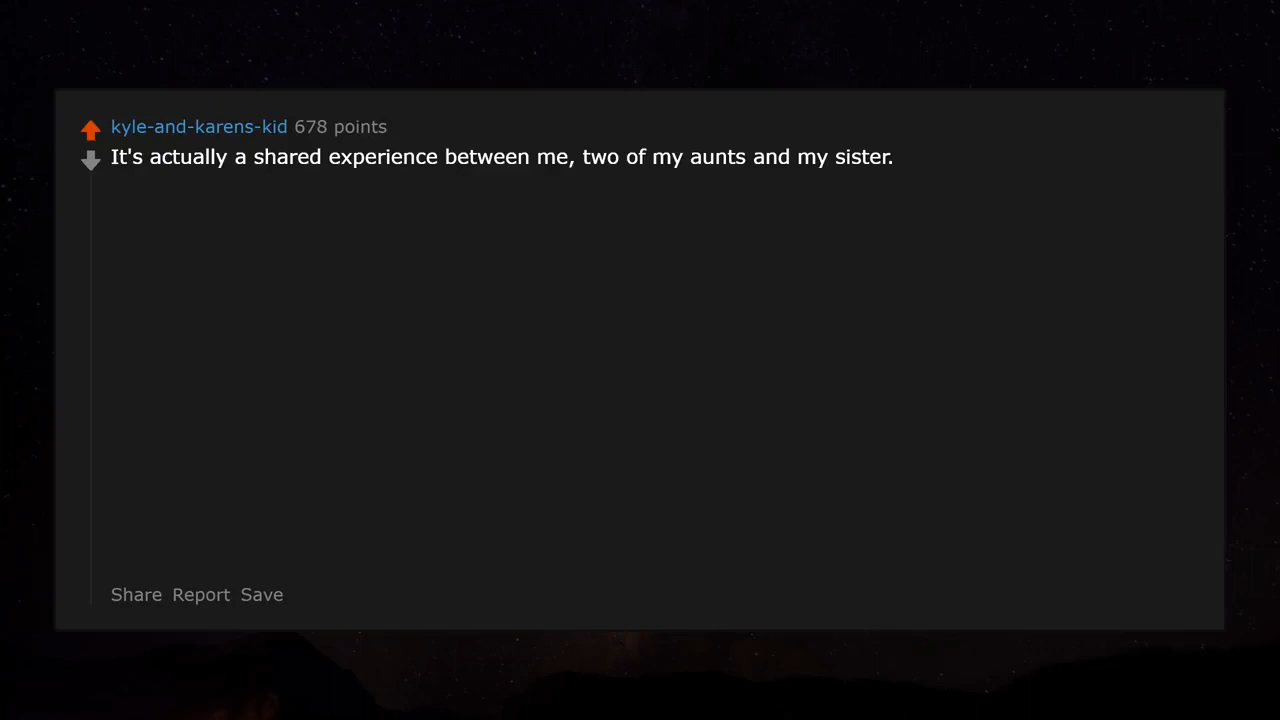 kyle-and-karens-kid 678 points
It's actually a shared experience between me, two of my aunts and my sister.
Share Report Save